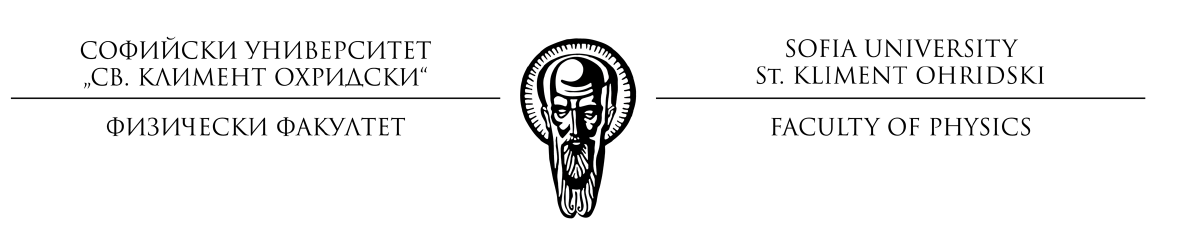 СОФИЙСКИ УНИВЕРСИТЕТ
„СВ. КЛИМЕНТ ОХРИДСКИ“
ФИЗИЧЕСКИ ФАКУЛТЕТ
SOFIA UNIVERSITY
St. KLIMENT OHRIDSKI
FACULTY OF PHYSICS